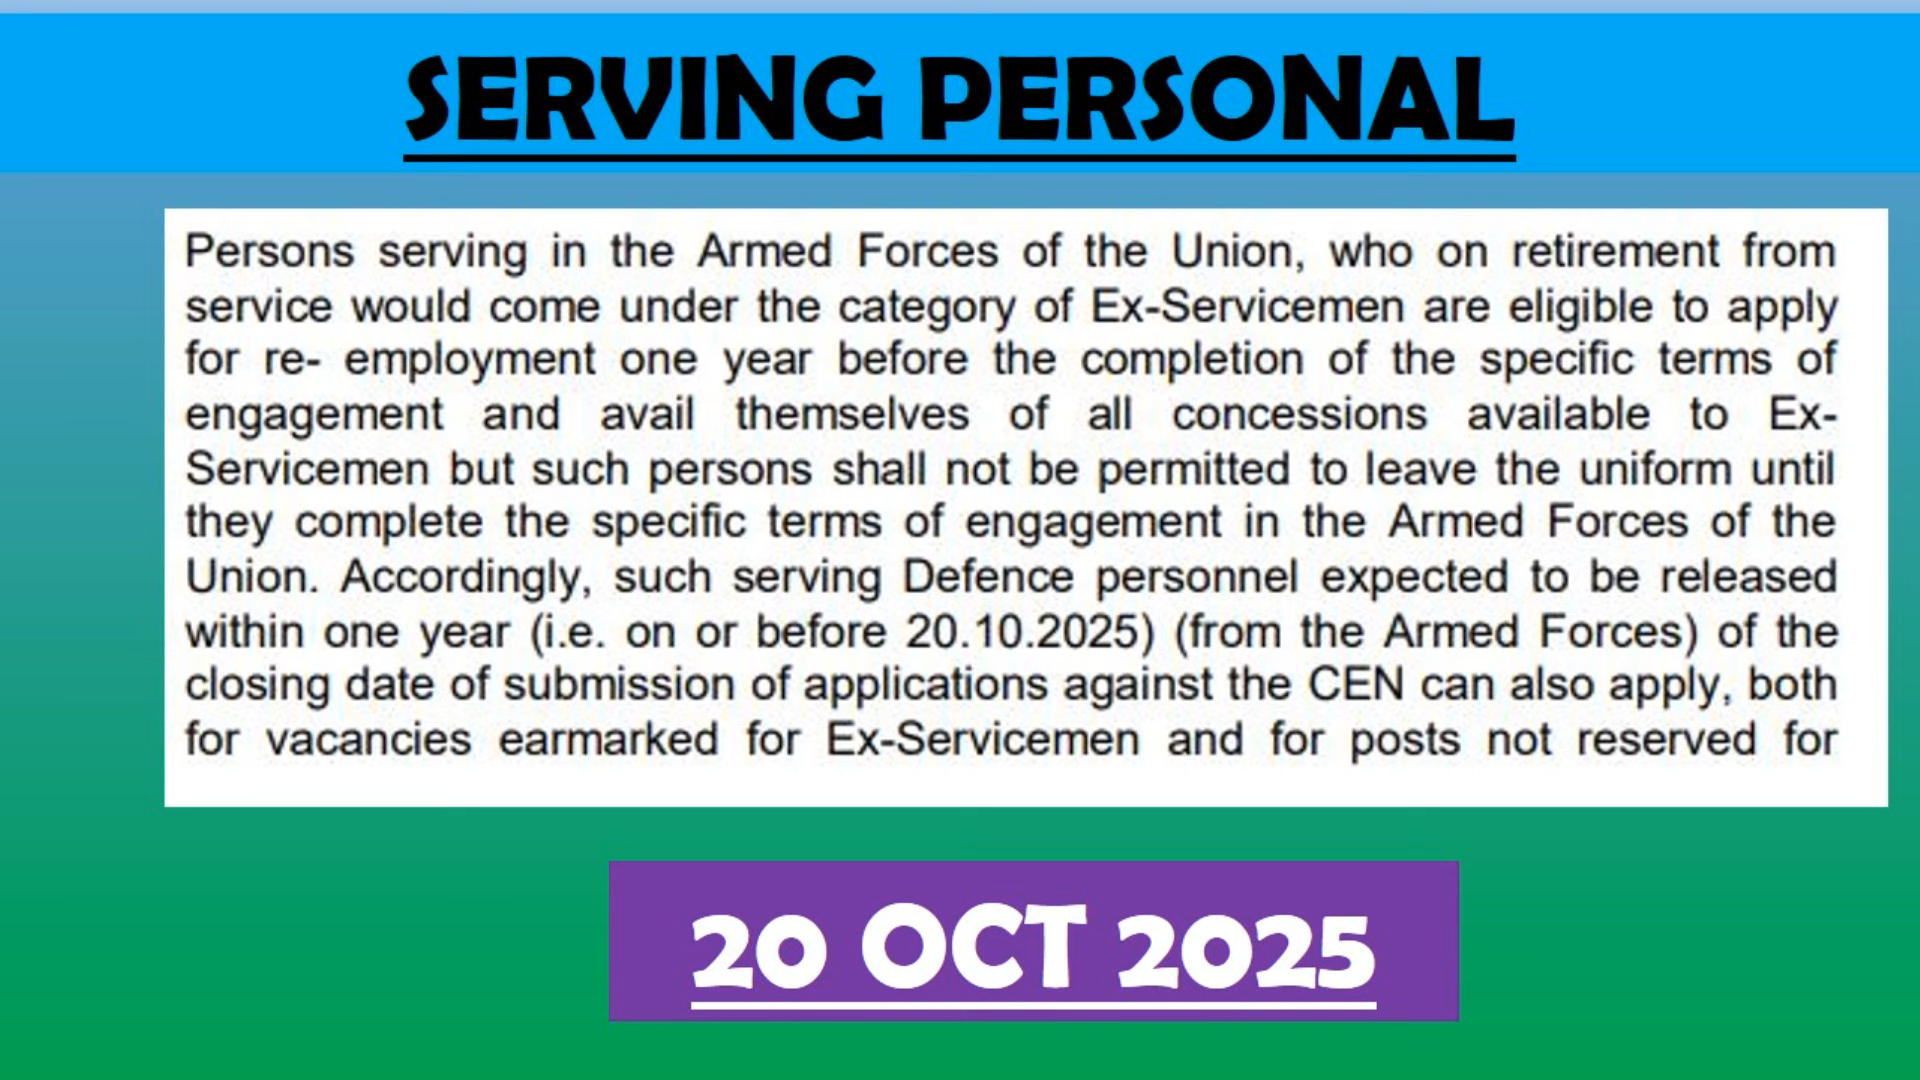 SERVING PERSONAL
Persons serving in the Armed Forces of the Union, who on retirement from
service would come under the category of Ex-Servicemen are eligible to apply
for re- employment one year before the completion of the specific terms of
engagement and avail themselves of all concessions available to Ex-
Servicemen but such persons shall not be permitted to leave the uniform until
they complete the specific terms of engagement in the Armed Forces of the
Union. Accordingly, such serving Defence personnel expected to be released
within one year (i.e. on or before 20.10.2025) (from the Armed Forces) of the
closing date of submission of applications against the CEN can also apply, both
for vacancies earmarked for Ex-Servicemen and for posts not reserved for
20 OCT 2025